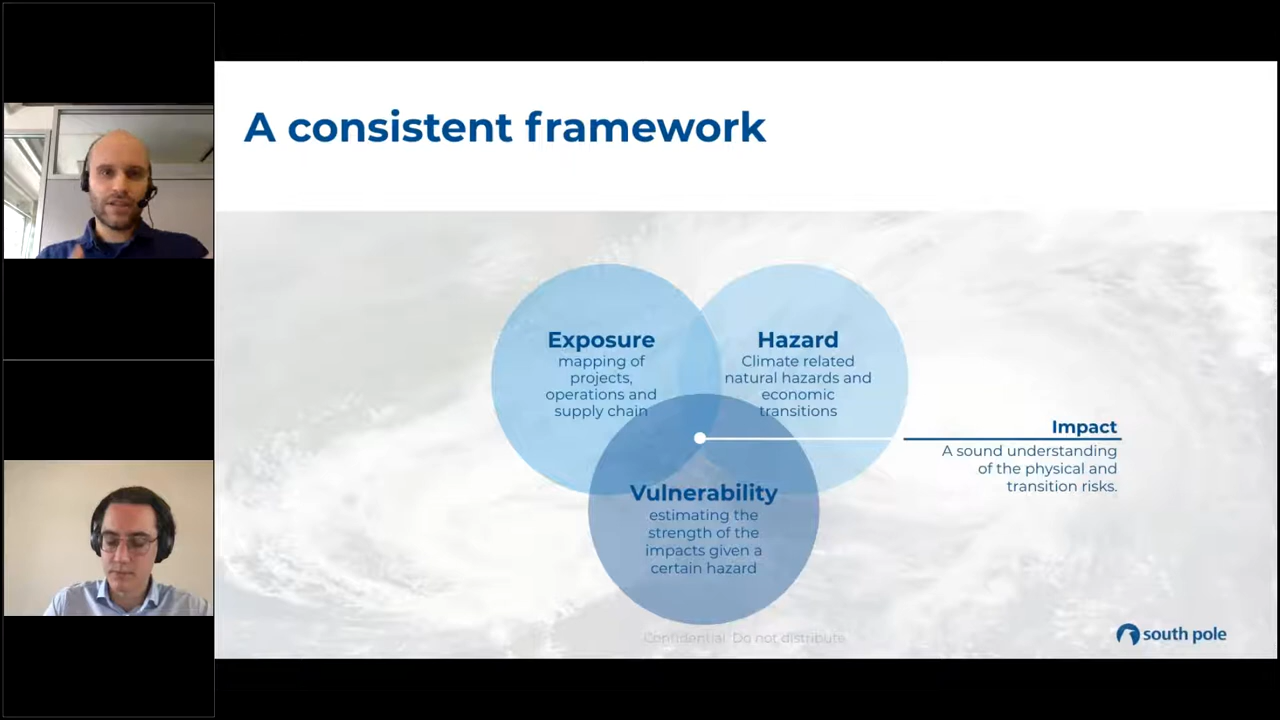 A consistent framework
Exposure
mapping of
projects,
operations and
supply chain
Hazard
Climate related
natural hazards and
economic
transitions
Impact
A sound understanding
of the physical and
transition risks.
Vulnerability
estimating the
strength of the
impacts given a
certain hazard
Confidential Do not distribute
south pole